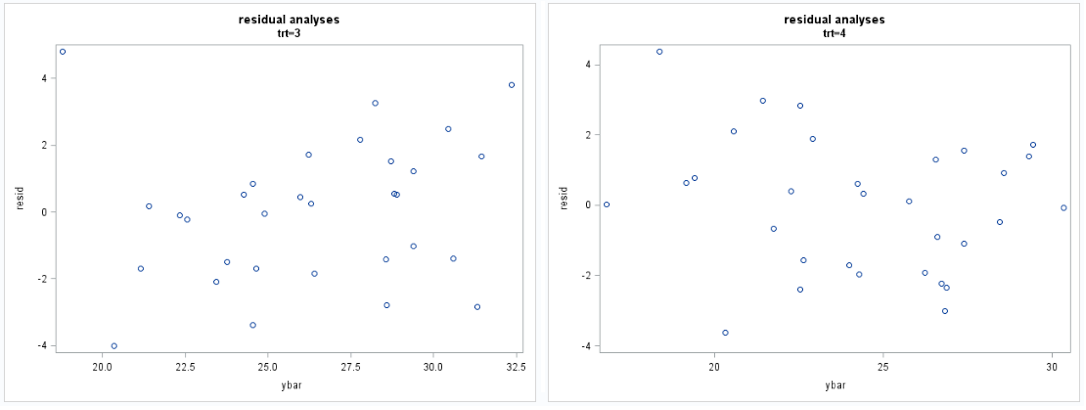 residual analyses
trt=3
4
2
0
-2
-4
resid
20.0 22.5 25.0 27.5 30.0 32.5
ybar
residual analyses
trt=4
4
2
0
-2
-4
resid
20 25 30
ybar